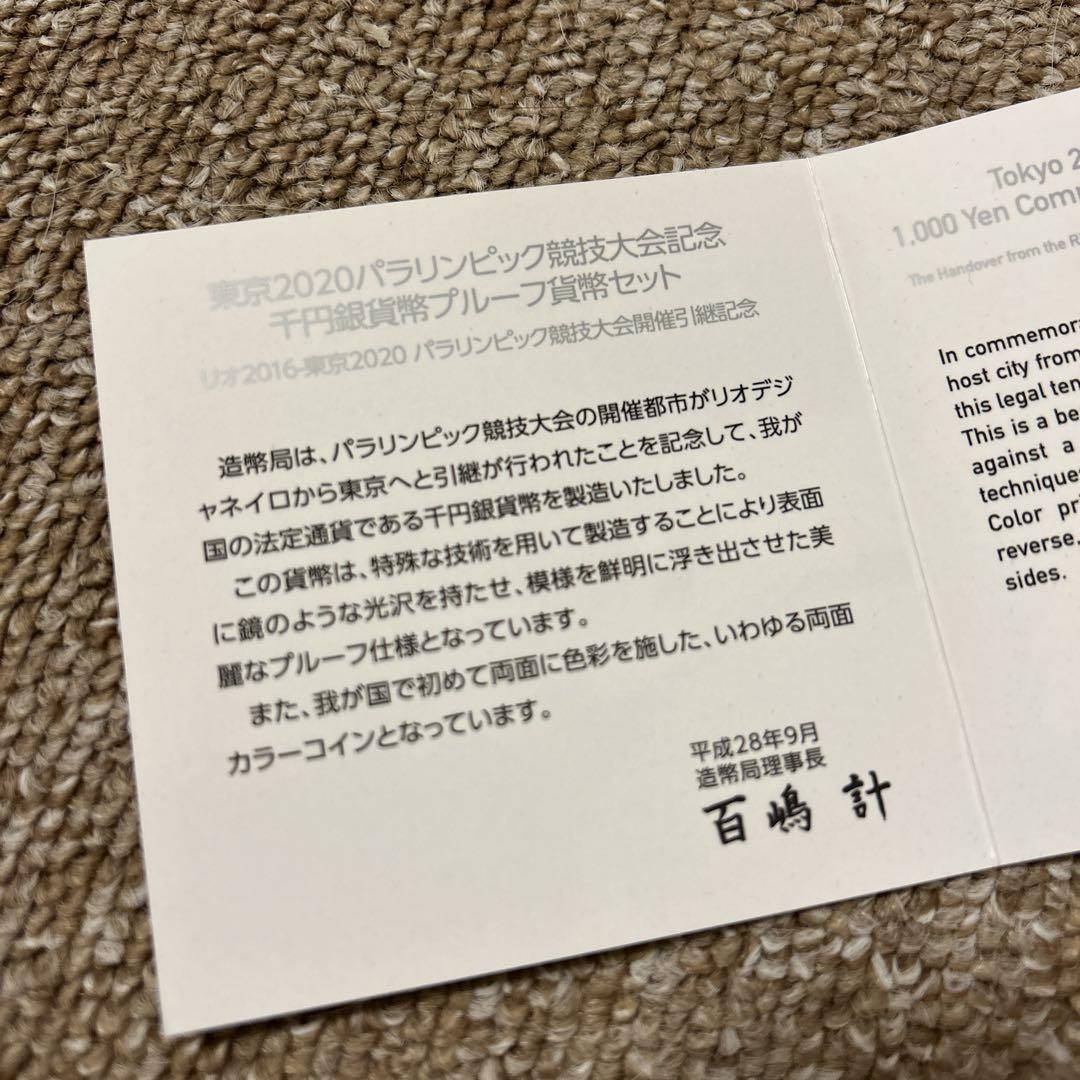 東京2020パラリンピック競技大会記念
千円銀貨幣プルーフ貨幣セット
リオ2016-東京2020 パラリンピック競技大会開催引継記念
造幣局は、パラリンピック競技大会の開催都市がリオデジ
ャネイロから東京へと引継が行われたことを記念して、我が
国の法定通貨である千円銀貨幣を製造いたしました。
この貨幣は、特殊な技術を用いて製造することにより表面
に鏡のような光沢を持たせ、模様を鮮明に浮き出させた美
麗なプルーフ仕様となっています。
また、我が国で初めて両面に色彩を施した、いわゆる両面
カラーコインとなっています。
平成28年9月
造幣局理事長
百嶋 計
Tokyo 2
1,000 Yen Comm
The Handover from the R
In commemora
host city from
this legal ten
This is a be
against a
technique
Color pr
reverse.
sides.